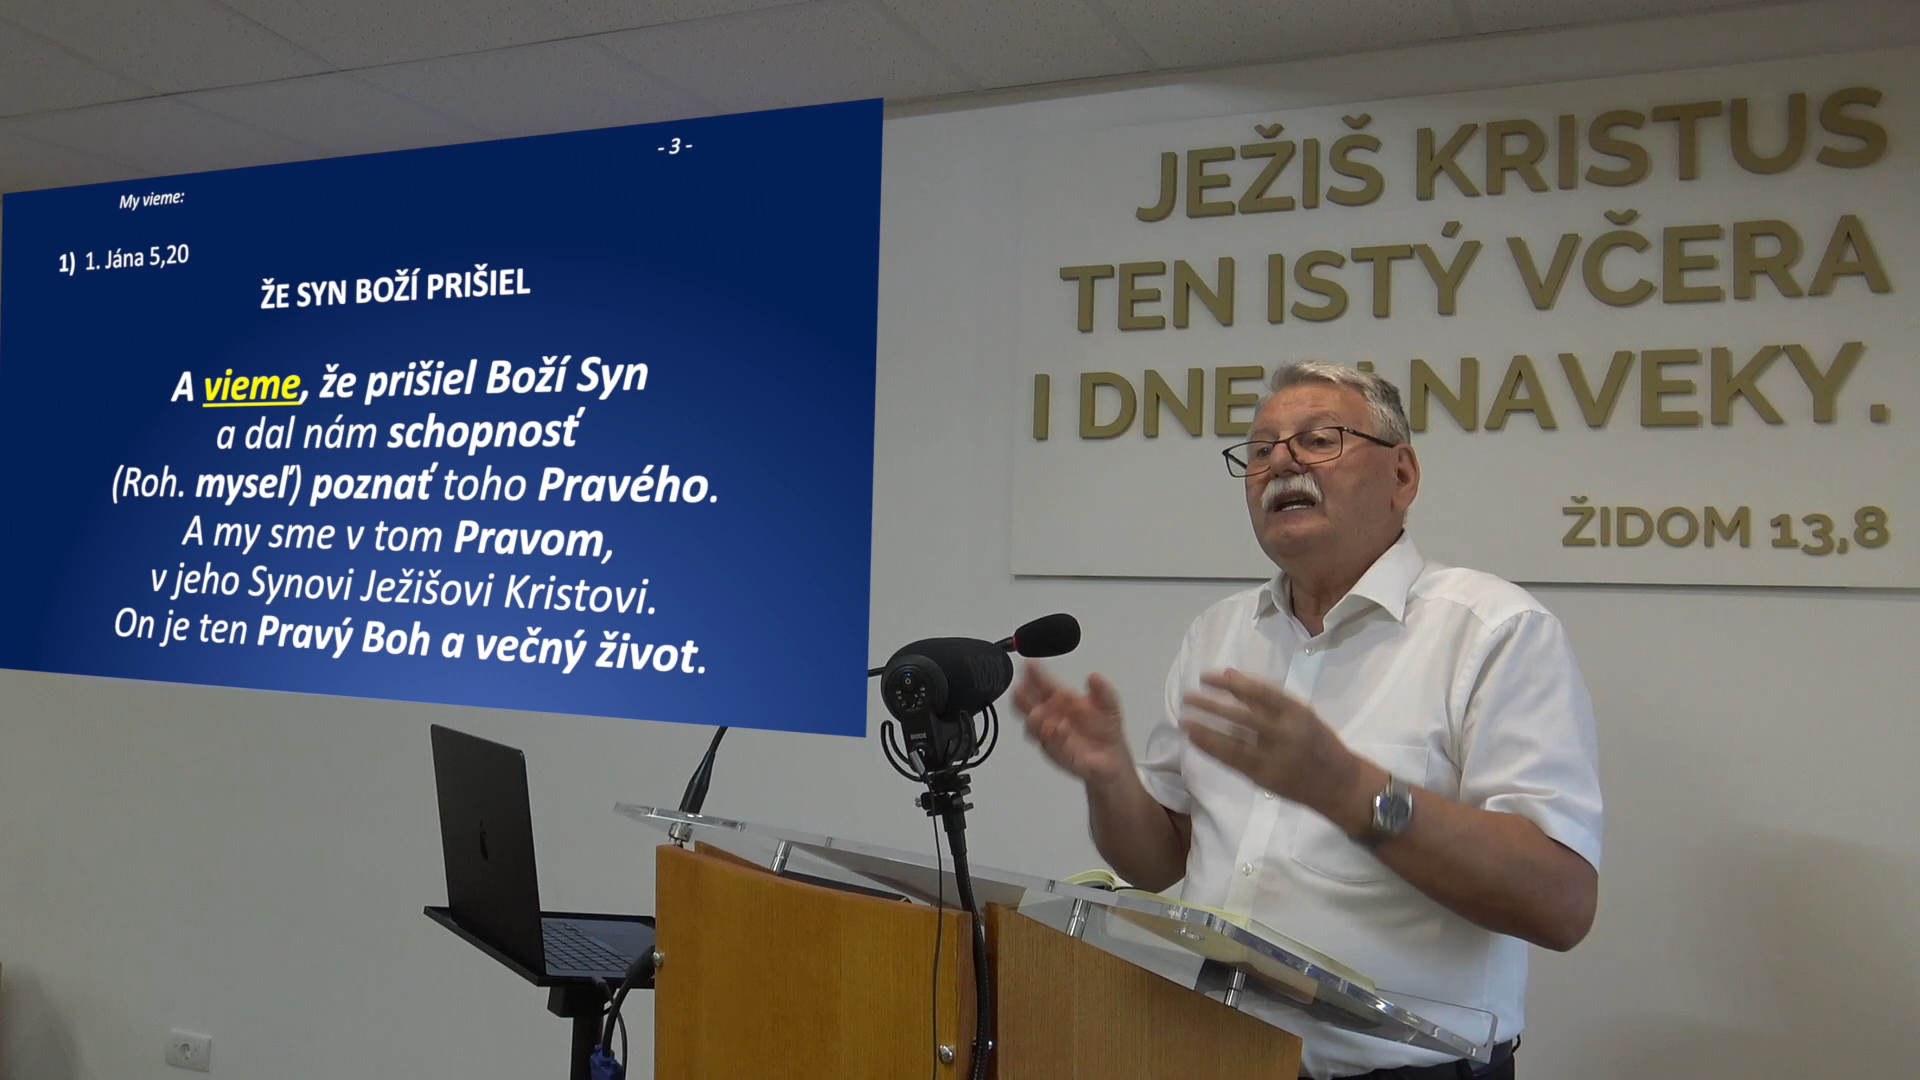 - 3 -
My vieme:
1) 1. Jána 5,20
ŽE SYN BOŽÍ PRIŠIEL
A vieme, že prišiel Boží Syn
a dal nám schopnosť
(Roh. myseľ) poznať toho Pravého.
A my sme v tom Pravom,
v jeho Synovi Ježišovi Kristovi.
On je ten Pravý Boh a večný život.
JEŽIŠ KRISTUS
TEN ISTÝ VČERA
I DNES I NAVEKY.
ŽIDOM 13,8
RODE